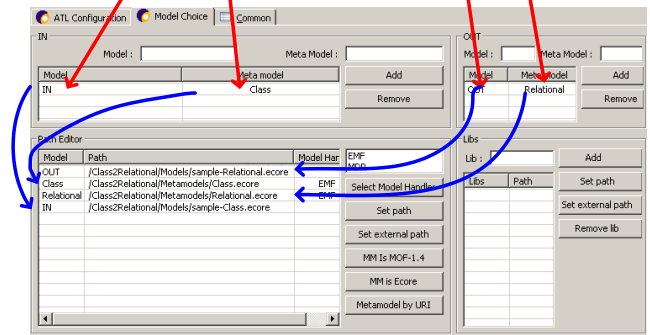 ATL Configuration Model Choice Common
IN
Model : Meta Model :
Model Meta model Add
IN Class
Remove
OUT
Model : Meta Model :
Model Meta model Add
OUT Relational
Remove
Path Editor
Model Path Model Har
OUT /Class2Relational/Models/sample-Relational.ecore
Class /Class2Relational/Metamodels/Class.ecore EMF
Relational /Class2Relational/Metamodels/Relational.ecore EMF
IN /Class2Relational/Models/sample-Class.ecore
EMF
MDR
Select Model Handler
Set path
Set external path
MM Is MOF-1.4
MM is Ecore
Metamodel by URI
Libs
Lib : Add
Libs Path Set path
Set external path
Remove lib